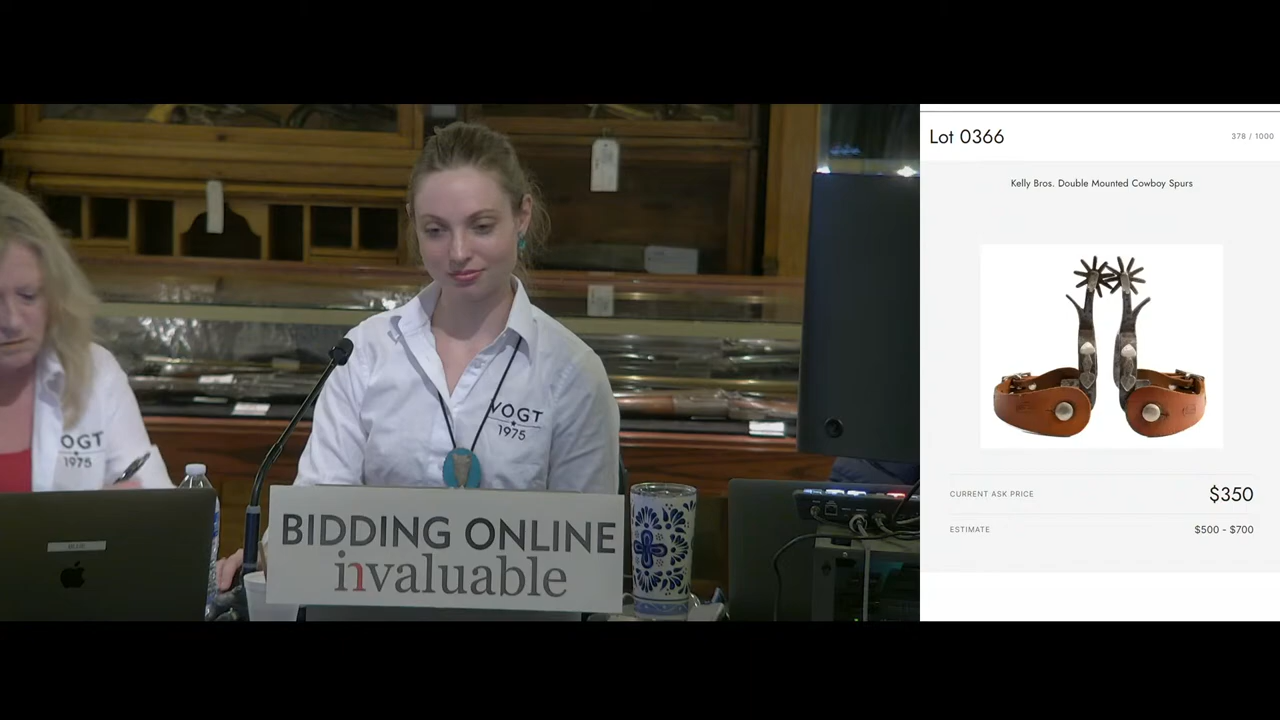 Lot 0366
378 / 1000
Kelly Bros. Double Mounted Cowboy Spurs
CURRENT ASK PRICE
$350
ESTIMATE
$500 - $700
VOGT
1975
VOGT
1975
BLUE
BIDDING ONLINE
invaluable